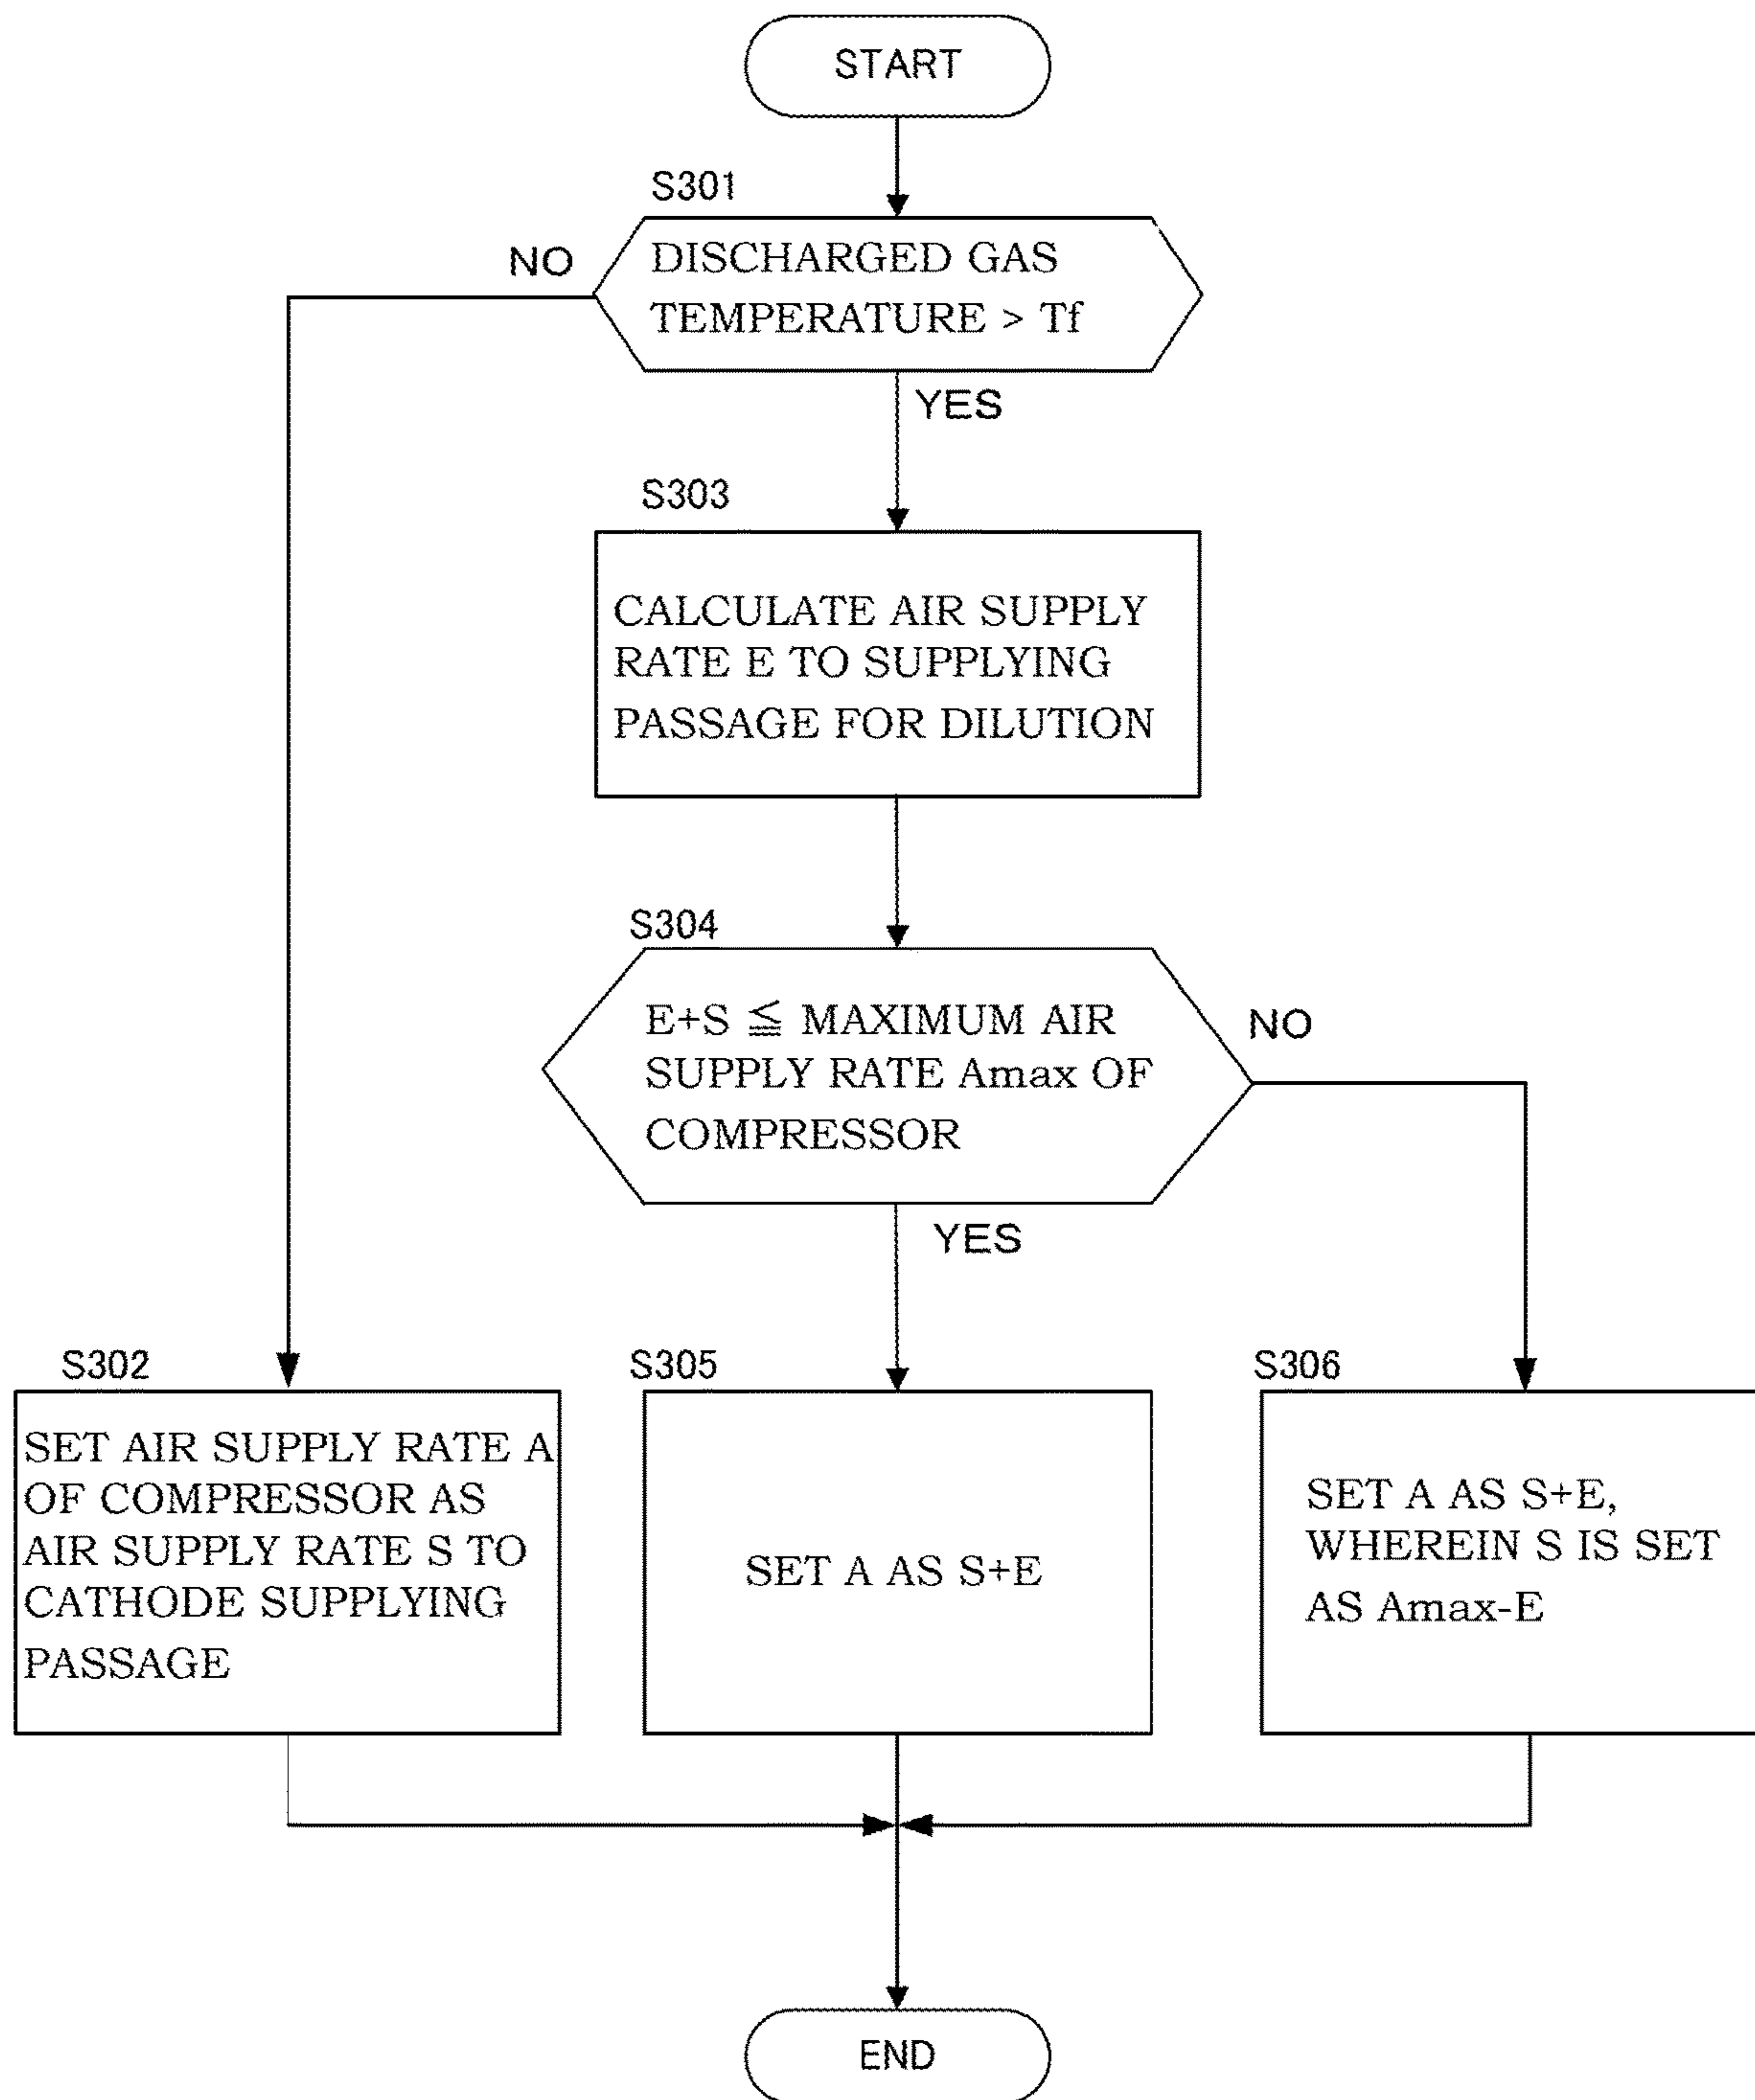 START
S301
NO
DISCHARGED GAS
TEMPERATURE > Tf
YES
S303
CALCULATE AIR SUPPLY
RATE E TO SUPPLYING
PASSAGE FOR DILUTION
S304
E+S ≦ MAXIMUM AIR
SUPPLY RATE Amax OF
COMPRESSOR
NO
YES
S302
SET AIR SUPPLY RATE A
OF COMPRESSOR AS
AIR SUPPLY RATE S TO
CATHODE SUPPLYING
PASSAGE
S305
SET A AS S+E
S306
SET A AS S+E,
WHEREIN S IS SET
AS Amax-E
END